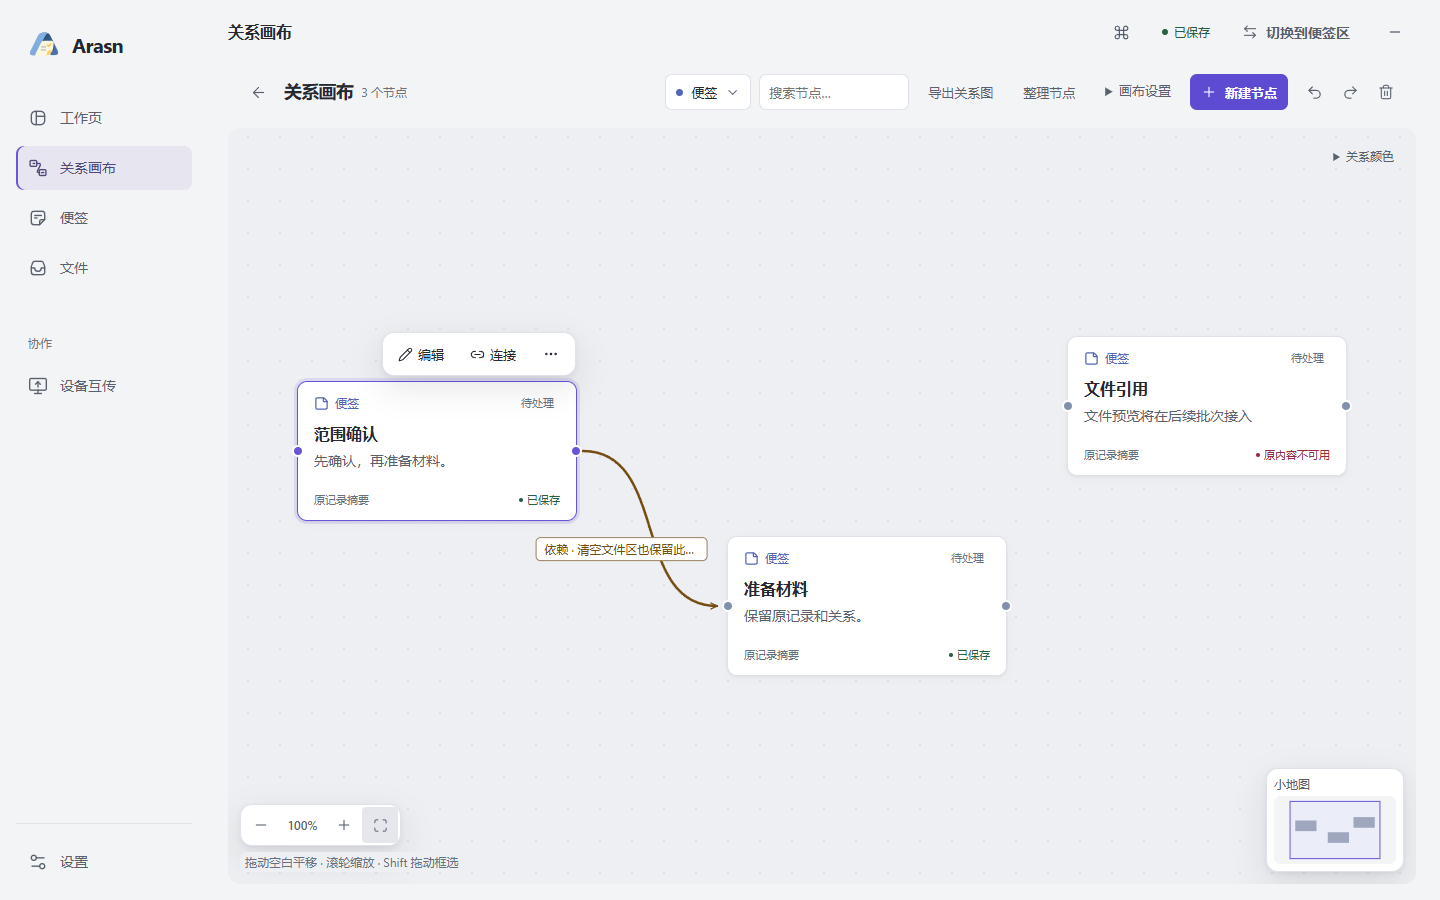 Arasn
工作页
关系画布
便签
文件
协作
设备互传
设置
关系画布
已保存
切换到便签区
关系画布 3 个节点
便签
搜索节点...
导出关系图
整理节点
画布设置
新建节点
关系颜色
编辑
连接
便签
待处理
范围确认
先确认，再准备材料。
原记录摘要
已保存
依赖 · 清空文件区也保留此...
便签
待处理
准备材料
保留原记录和关系。
原记录摘要
已保存
便签
待处理
文件引用
文件预览将在后续批次接入
原记录摘要
原内容不可用
100%
拖动空白平移 · 滚轮缩放 · Shift 拖动框选
小地图